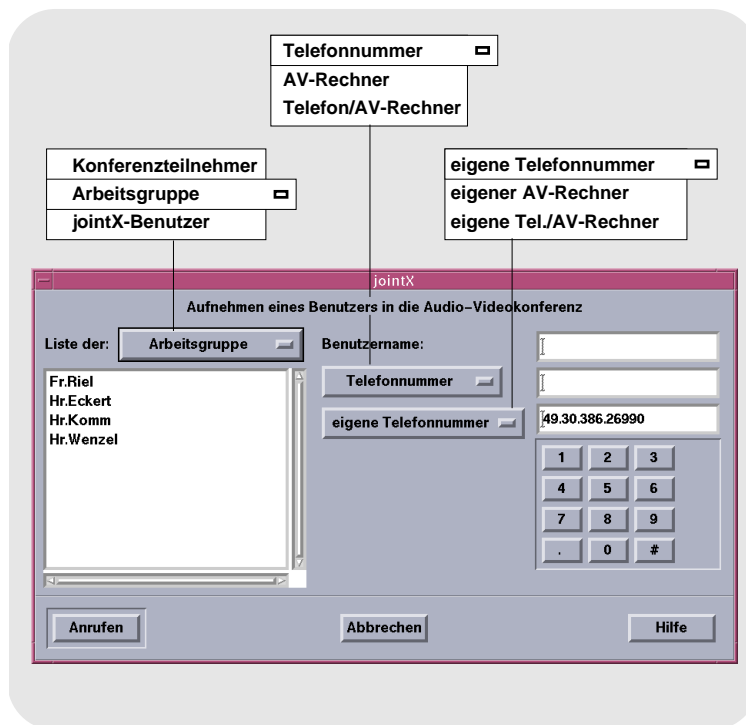 Telefonnummer
AV-Rechner
Telefon/AV-Rechner
Konferenzteilnehmer
Arbeitsgruppe
jointX-Benutzer
eigene Telefonnummer
eigener AV-Rechner
eigene Tel./AV-Rechner
jointX
Aufnehmen eines Benutzers in die Audio–Videokonferenz
Liste der: Arbeitsgruppe
Benutzername:
Fr.Riel
Hr.Eckert
Hr.Komm
Hr.Wenzel
Telefonnummer
eigene Telefonnummer
49.30.386.26990
1 2 3
4 5 6
7 8 9
. 0 #
Anrufen Abbrechen Hilfe